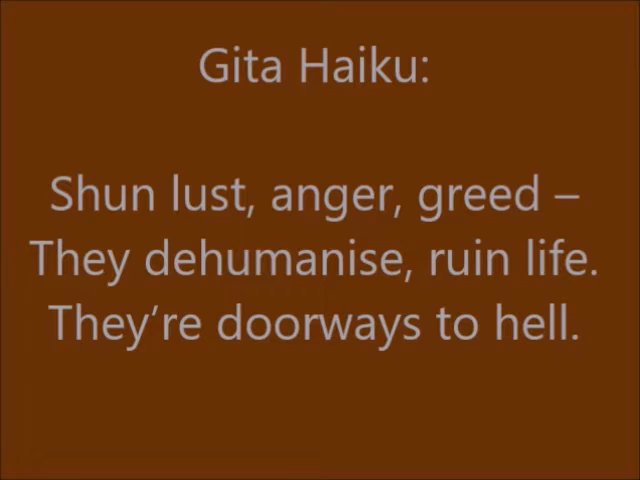 Gita Haiku:
Shun lust, anger, greed –
They dehumanise, ruin life.
They’re doorways to hell.